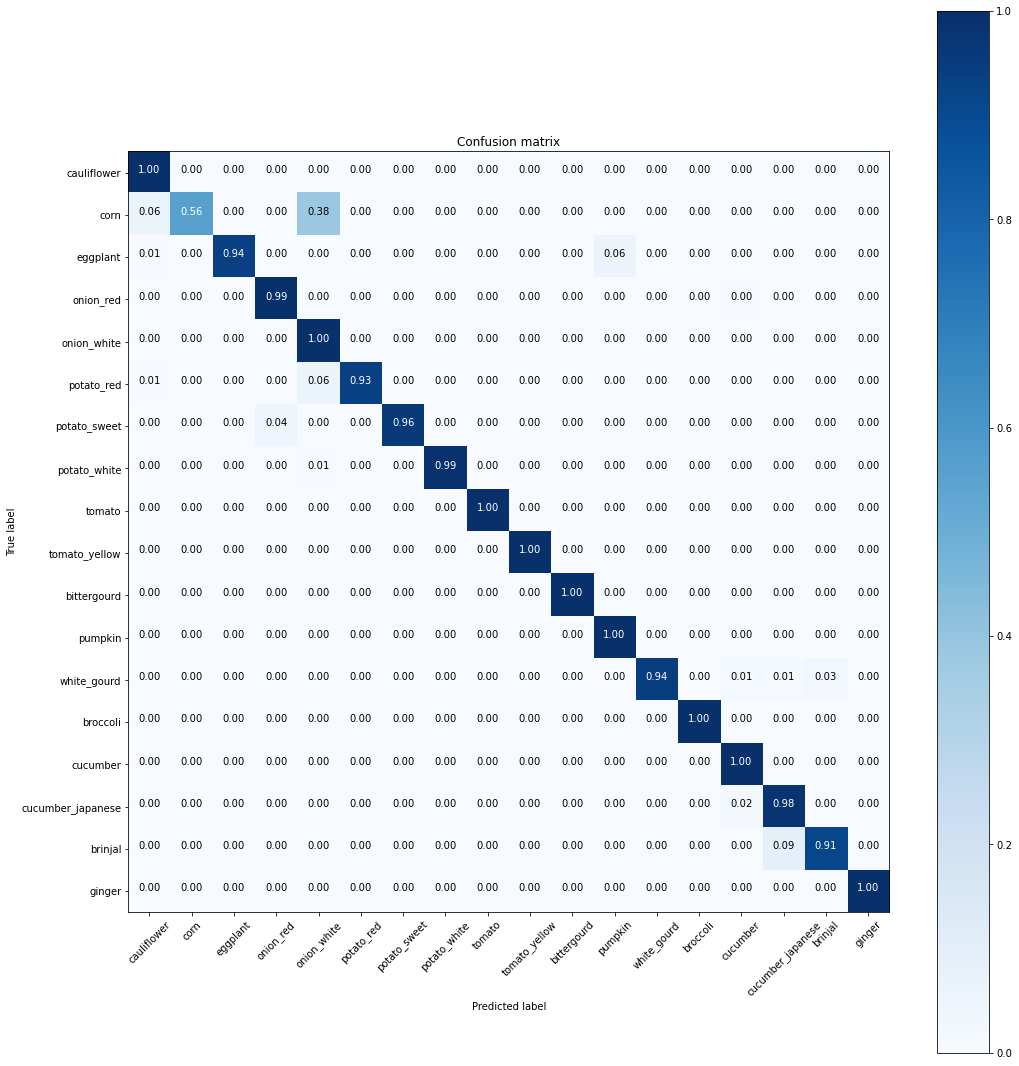 Confusion matrix
cauliflower 1.00 0.00 0.00 0.00 0.00 0.00 0.00 0.00 0.00 0.00 0.00 0.00 0.00 0.00 0.00 0.00 0.00 0.00
corn 0.06 0.56 0.00 0.00 0.38 0.00 0.00 0.00 0.00 0.00 0.00 0.00 0.00 0.00 0.00 0.00 0.00 0.00
eggplant 0.01 0.00 0.94 0.00 0.00 0.00 0.00 0.00 0.00 0.00 0.00 0.06 0.00 0.00 0.00 0.00 0.00 0.00
onion_red 0.00 0.00 0.00 0.99 0.00 0.00 0.00 0.00 0.00 0.00 0.00 0.00 0.00 0.00 0.00 0.00 0.00 0.00
onion_white 0.00 0.00 0.00 0.00 1.00 0.00 0.00 0.00 0.00 0.00 0.00 0.00 0.00 0.00 0.00 0.00 0.00 0.00
potato_red 0.01 0.00 0.00 0.00 0.06 0.93 0.00 0.00 0.00 0.00 0.00 0.00 0.00 0.00 0.00 0.00 0.00 0.00
potato_sweet 0.00 0.00 0.00 0.04 0.00 0.00 0.96 0.00 0.00 0.00 0.00 0.00 0.00 0.00 0.00 0.00 0.00 0.00
potato_white 0.00 0.00 0.00 0.00 0.01 0.00 0.00 0.99 0.00 0.00 0.00 0.00 0.00 0.00 0.00 0.00 0.00 0.00
tomato 0.00 0.00 0.00 0.00 0.00 0.00 0.00 0.00 1.00 0.00 0.00 0.00 0.00 0.00 0.00 0.00 0.00 0.00
tomato_yellow 0.00 0.00 0.00 0.00 0.00 0.00 0.00 0.00 0.00 1.00 0.00 0.00 0.00 0.00 0.00 0.00 0.00 0.00
bittergourd 0.00 0.00 0.00 0.00 0.00 0.00 0.00 0.00 0.00 0.00 1.00 0.00 0.00 0.00 0.00 0.00 0.00 0.00
pumpkin 0.00 0.00 0.00 0.00 0.00 0.00 0.00 0.00 0.00 0.00 0.00 1.00 0.00 0.00 0.00 0.00 0.00 0.00
white_gourd 0.00 0.00 0.00 0.00 0.00 0.00 0.00 0.00 0.00 0.00 0.00 0.00 0.94 0.00 0.01 0.01 0.03 0.00
broccoli 0.00 0.00 0.00 0.00 0.00 0.00 0.00 0.00 0.00 0.00 0.00 0.00 0.00 1.00 0.00 0.00 0.00 0.00
cucumber 0.00 0.00 0.00 0.00 0.00 0.00 0.00 0.00 0.00 0.00 0.00 0.00 0.00 0.00 1.00 0.00 0.00 0.00
cucumber_japanese 0.00 0.00 0.00 0.00 0.00 0.00 0.00 0.00 0.00 0.00 0.00 0.00 0.00 0.00 0.02 0.98 0.00 0.00
brinjal 0.00 0.00 0.00 0.00 0.00 0.00 0.00 0.00 0.00 0.00 0.00 0.00 0.00 0.00 0.00 0.09 0.91 0.00
ginger 0.00 0.00 0.00 0.00 0.00 0.00 0.00 0.00 0.00 0.00 0.00 0.00 0.00 0.00 0.00 0.00 0.00 1.00
True label
cauliflower corn eggplant onion_red onion_white potato_red potato_sweet potato_white tomato tomato_yellow bittergourd pumpkin white_gourd broccoli cucumber cucumber_japanese brinjal ginger
Predicted label
1.0
0.8
0.6
0.4
0.2
0.0